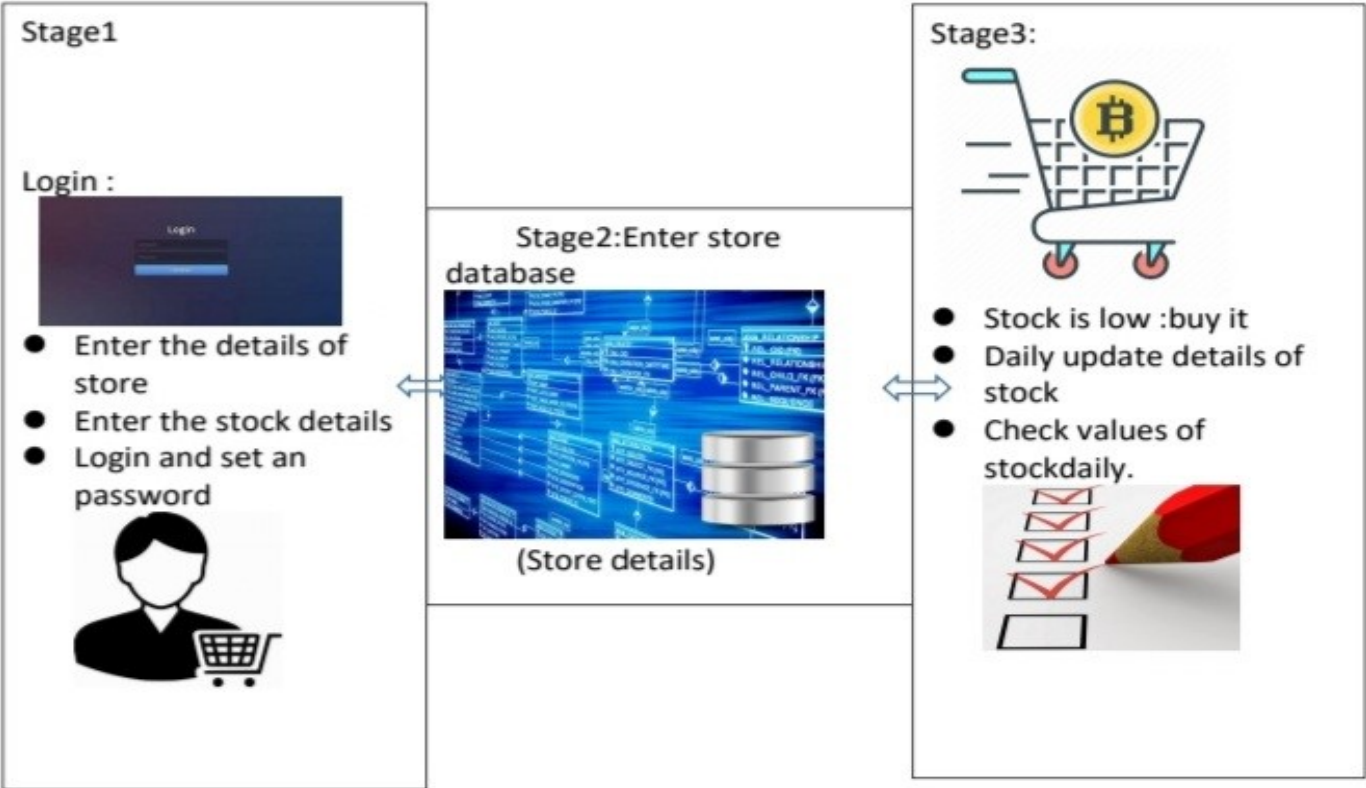 Stage1
Login :
Login
● Enter the details of
store
● Enter the stock details
● Login and set an
password
Stage2:Enter store
database
(Store details)
Stage3:
₿
● Stock is low :buy it
● Daily update details of
stock
● Check values of
stockdaily.